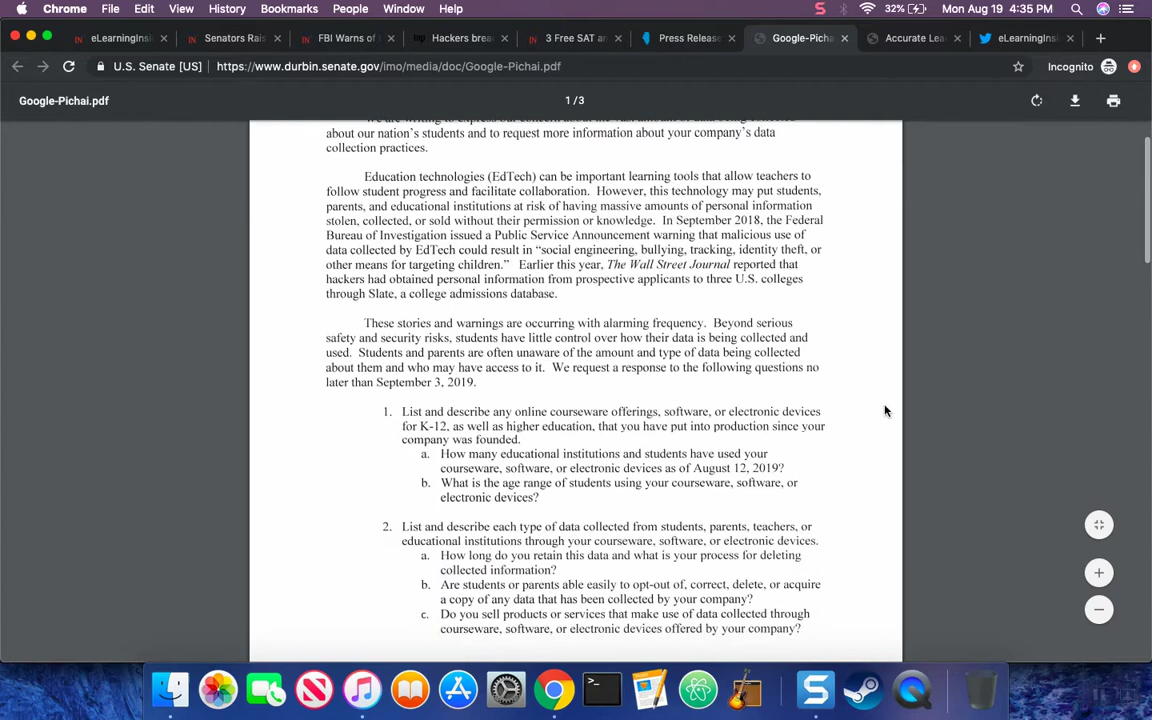 Chrome File Edit View History Bookmarks People Window Help S 32% Mon Aug 19 4:35 PM
eLearningInsi Senators Rais FBI Warns of Hackers brea 3 Free SAT an Press Release Google-Picha Accurate Lea eLearningInsi
U.S. Senate [US] https://www.durbin.senate.gov/imo/media/doc/Google-Pichai.pdf Incognito
Google-Pichai.pdf 1 / 3
We are writing to express our concern about the vast amount of data being collected
about our nation's students and to request more information about your company's data
collection practices.
Education technologies (EdTech) can be important learning tools that allow teachers to
follow student progress and facilitate collaboration. However, this technology may put students,
parents, and educational institutions at risk of having massive amounts of personal information
stolen, collected, or sold without their permission or knowledge. In September 2018, the Federal
Bureau of Investigation issued a Public Service Announcement warning that malicious use of
data collected by EdTech could result in “social engineering, bullying, tracking, identity theft, or
other means for targeting children.” Earlier this year, The Wall Street Journal reported that
hackers had obtained personal information from prospective applicants to three U.S. colleges
through Slate, a college admissions database.
These stories and warnings are occurring with alarming frequency. Beyond serious
safety and security risks, students have little control over how their data is being collected and
used. Students and parents are often unaware of the amount and type of data being collected
about them and who may have access to it. We request a response to the following questions no
later than September 3, 2019.
1. List and describe any online courseware offerings, software, or electronic devices
for K-12, as well as higher education, that you have put into production since your
company was founded.
a. How many educational institutions and students have used your
courseware, software, or electronic devices as of August 12, 2019?
b. What is the age range of students using your courseware, software, or
electronic devices?
2. List and describe each type of data collected from students, parents, teachers, or
educational institutions through your courseware, software, or electronic devices.
a. How long do you retain this data and what is your process for deleting
collected information?
b. Are students or parents able easily to opt-out of, correct, delete, or acquire
a copy of any data that has been collected by your company?
c. Do you sell products or services that make use of data collected through
courseware, software, or electronic devices offered by your company?